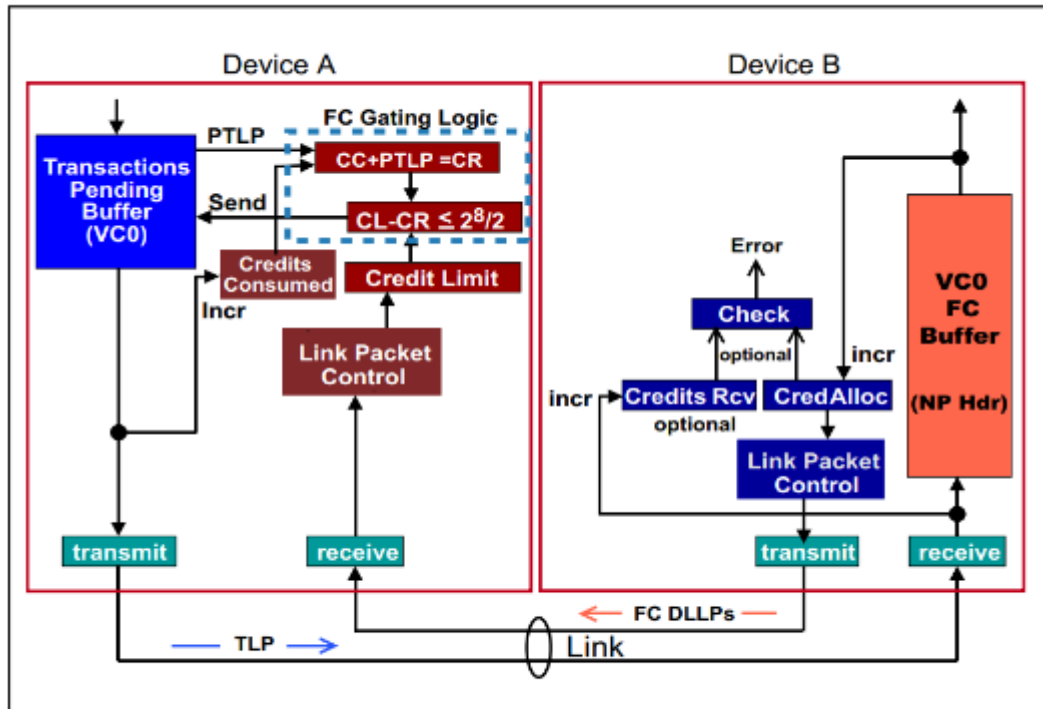 Device A
Device B
FC Gating Logic
PTLP
CC+PTLP =CR
Transactions
Pending
Buffer
(VC0)
Send
CL-CR ≤ 2⁸/2
Credits
Consumed
Credit Limit
Incr
Link Packet
Control
transmit
receive
Error
Check
optional
incr
VC0
FC
Buffer
(NP Hdr)
incr
Credits Rcv
CredAlloc
optional
Link Packet
Control
transmit
receive
FC DLLPs
TLP
Link